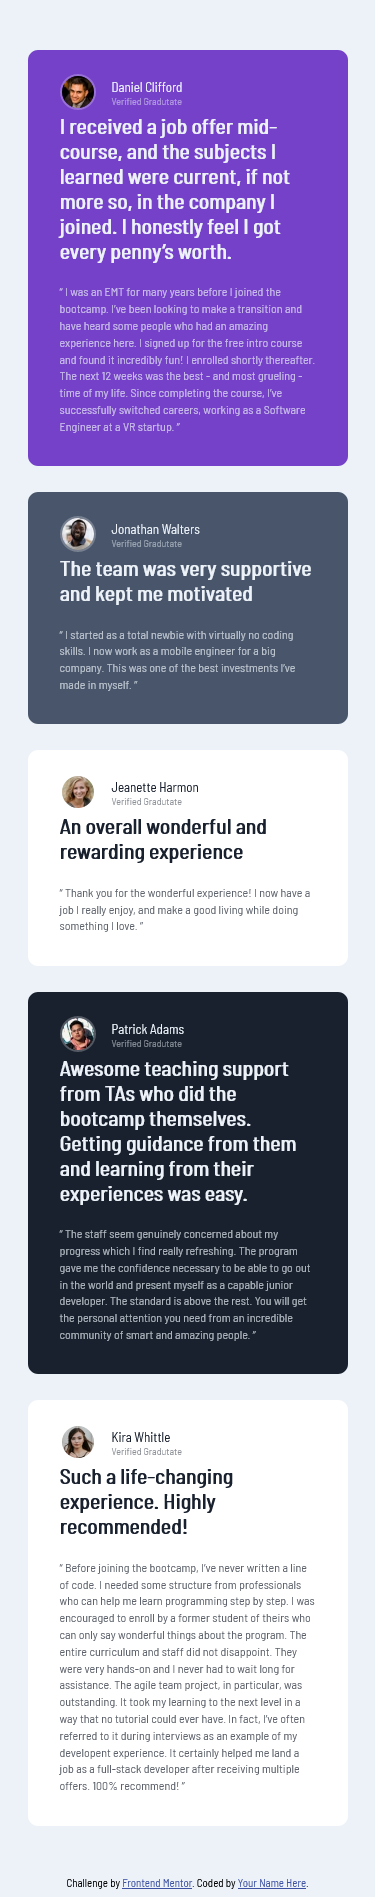 Daniel Clifford
Verified Gradutate
I received a job offer mid-
course, and the subjects I
learned were current, if not
more so, in the company I
joined. I honestly feel I got
every penny’s worth.
“ I was an EMT for many years before I joined the
bootcamp. I’ve been looking to make a transition and
have heard some people who had an amazing
experience here. I signed up for the free intro course
and found it incredibly fun! I enrolled shortly thereafter.
The next 12 weeks was the best - and most grueling -
time of my life. Since completing the course, I’ve
successfully switched careers, working as a Software
Engineer at a VR startup. ”
Jonathan Walters
Verified Gradutate
The team was very supportive
and kept me motivated
“ I started as a total newbie with virtually no coding
skills. I now work as a mobile engineer for a big
company. This was one of the best investments I’ve
made in myself. ”
Jeanette Harmon
Verified Gradutate
An overall wonderful and
rewarding experience
“ Thank you for the wonderful experience! I now have a
job I really enjoy, and make a good living while doing
something I love. ”
Patrick Adams
Verified Gradutate
Awesome teaching support
from TAs who did the
bootcamp themselves.
Getting guidance from them
and learning from their
experiences was easy.
“ The staff seem genuinely concerned about my
progress which I find really refreshing. The program
gave me the confidence necessary to be able to go out
in the world and present myself as a capable junior
developer. The standard is above the rest. You will get
the personal attention you need from an incredible
community of smart and amazing people. ”
Kira Whittle
Verified Gradutate
Such a life-changing
experience. Highly
recommended!
“ Before joining the bootcamp, I’ve never written a line
of code. I needed some structure from professionals
who can help me learn programming step by step. I was
encouraged to enroll by a former student of theirs who
can only say wonderful things about the program. The
entire curriculum and staff did not disappoint. They
were very hands-on and I never had to wait long for
assistance. The agile team project, in particular, was
outstanding. It took my learning to the next level in a
way that no tutorial could ever have. In fact, I’ve often
referred to it during interviews as an example of my
developent experience. It certainly helped me land a
job as a full-stack developer after receiving multiple
offers. 100% recommend! ”
Challenge by Frontend Mentor. Coded by Your Name Here.